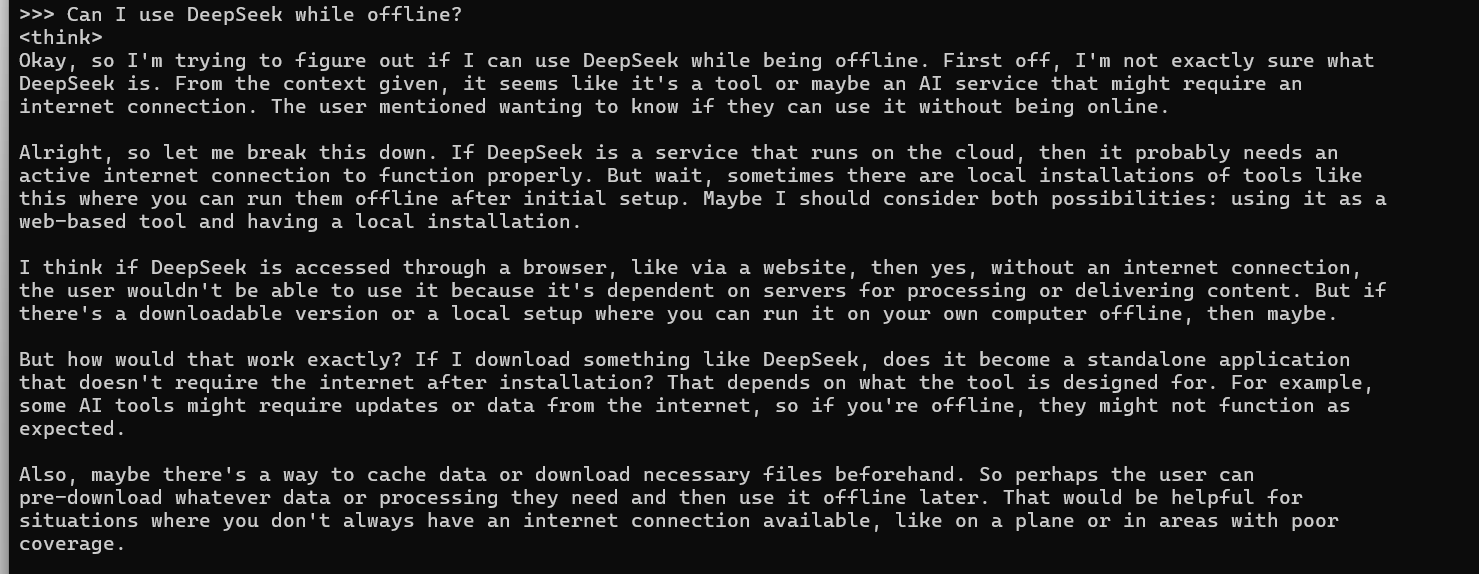 >>> Can I use DeepSeek while offline?
<think>
Okay, so I'm trying to figure out if I can use DeepSeek while being offline. First off, I'm not exactly sure what
DeepSeek is. From the context given, it seems like it's a tool or maybe an AI service that might require an
internet connection. The user mentioned wanting to know if they can use it without being online.

Alright, so let me break this down. If DeepSeek is a service that runs on the cloud, then it probably needs an
active internet connection to function properly. But wait, sometimes there are local installations of tools like
this where you can run them offline after initial setup. Maybe I should consider both possibilities: using it as a
web-based tool and having a local installation.

I think if DeepSeek is accessed through a browser, like via a website, then yes, without an internet connection,
the user wouldn't be able to use it because it's dependent on servers for processing or delivering content. But if
there's a downloadable version or a local setup where you can run it on your own computer offline, then maybe.

But how would that work exactly? If I download something like DeepSeek, does it become a standalone application
that doesn't require the internet after installation? That depends on what the tool is designed for. For example,
some AI tools might require updates or data from the internet, so if you're offline, they might not function as
expected.

Also, maybe there's a way to cache data or download necessary files beforehand. So perhaps the user can
pre-download whatever data or processing they need and then use it offline later. That would be helpful for
situations where you don't always have an internet connection available, like on a plane or in areas with poor
coverage.